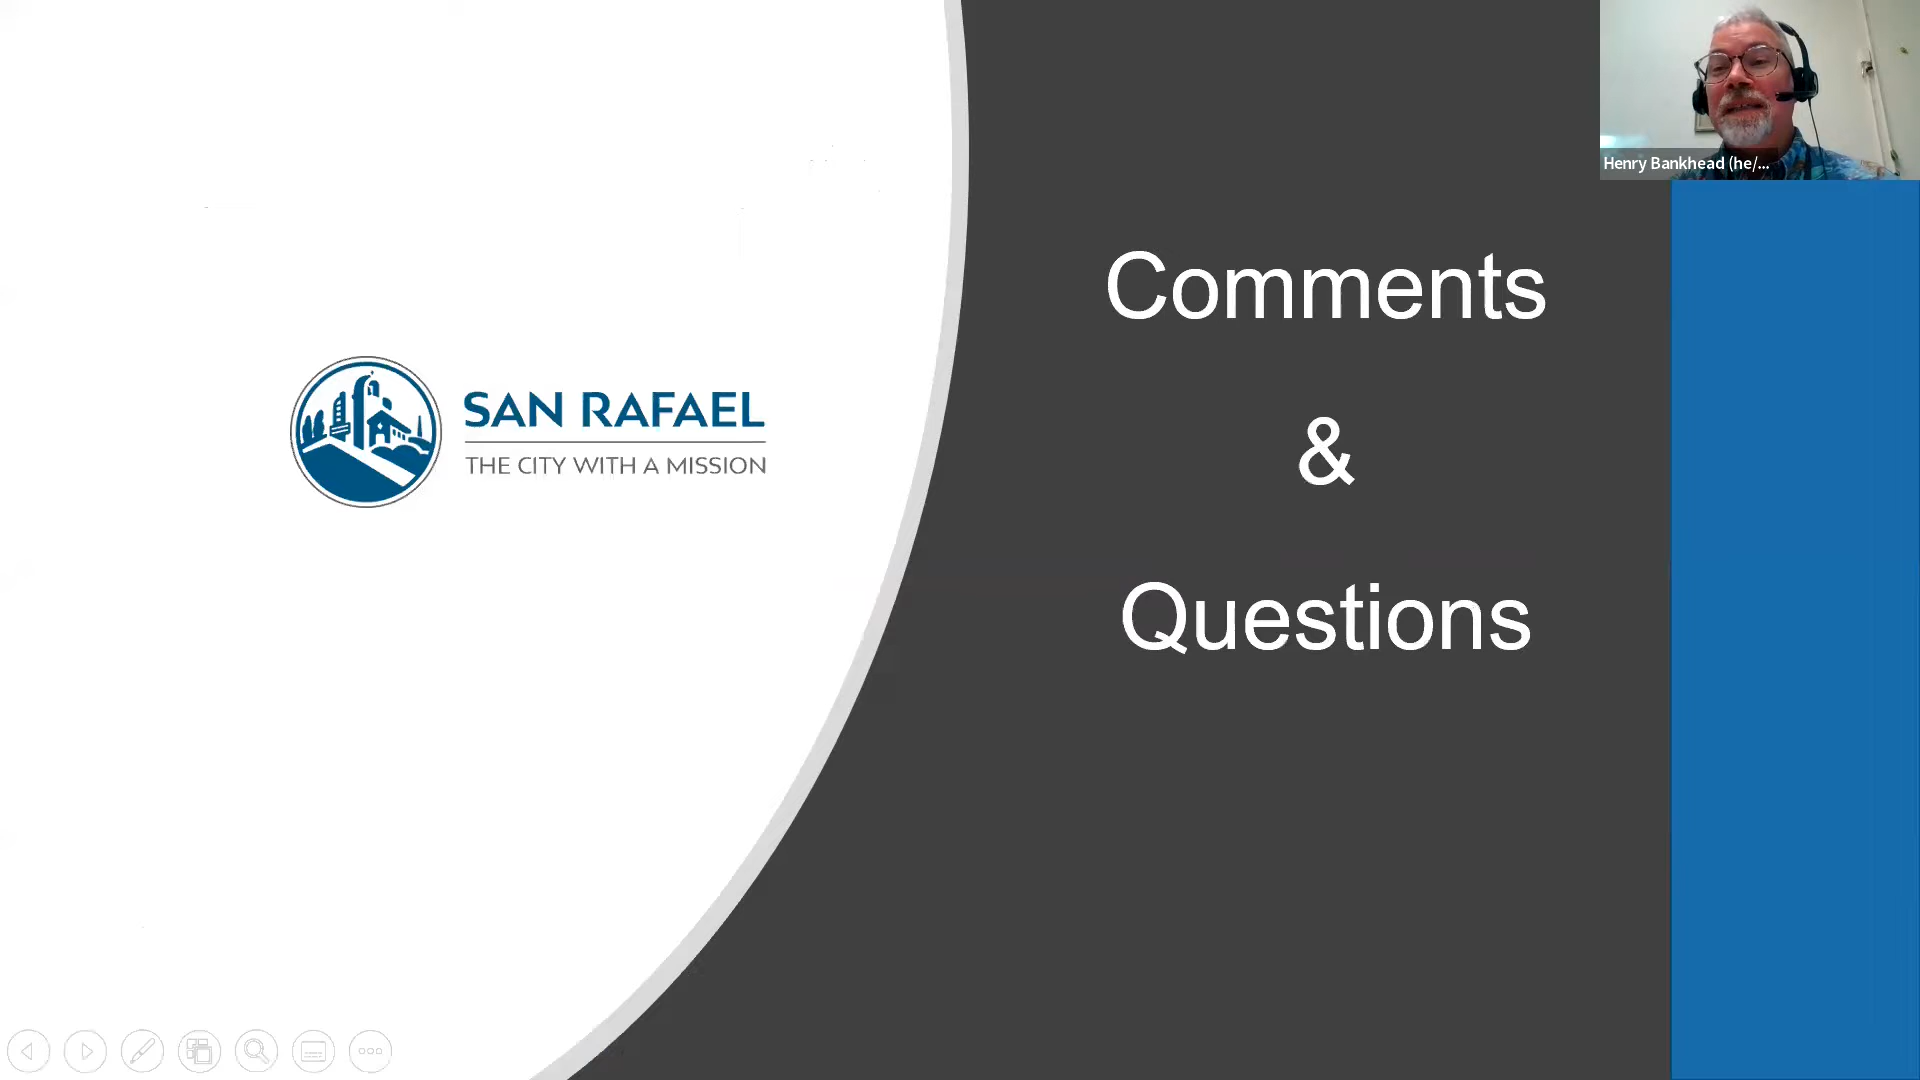 Henry Bankhead (he/...
Comments
&
Questions
SAN RAFAEL
THE CITY WITH A MISSION